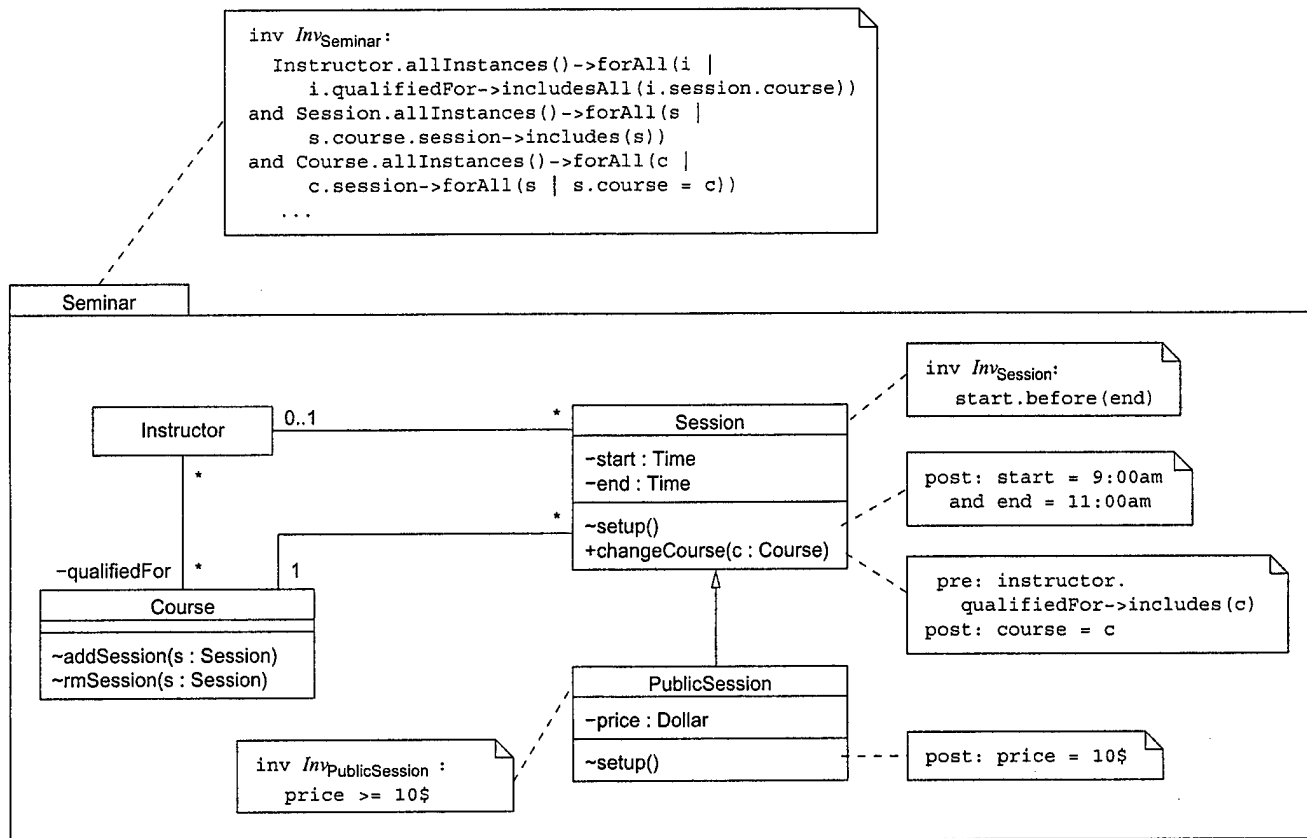 inv Inv_Seminar:
Instructor.allInstances()->forAll(i |
i.qualifiedFor->includesAll(i.session.course))
and Session.allInstances()->forAll(s |
s.course.session->includes(s))
and Course.allInstances()->forAll(c |
c.session->forAll(s | s.course = c))
...
Seminar
inv Inv_Session:
start.before(end)
Instructor
0..1
*
Session
~start : Time
~end : Time
~setup()
+changeCourse(c : Course)
post: start = 9:00am
and end = 11:00am
pre: instructor.
qualifiedFor->includes(c)
post: course = c
*
*
−qualifiedFor
*
1
Course
~addSession(s : Session)
~rmSession(s : Session)
PublicSession
−price : Dollar
~setup()
inv Inv_PublicSession :
price >= 10$
post: price = 10$